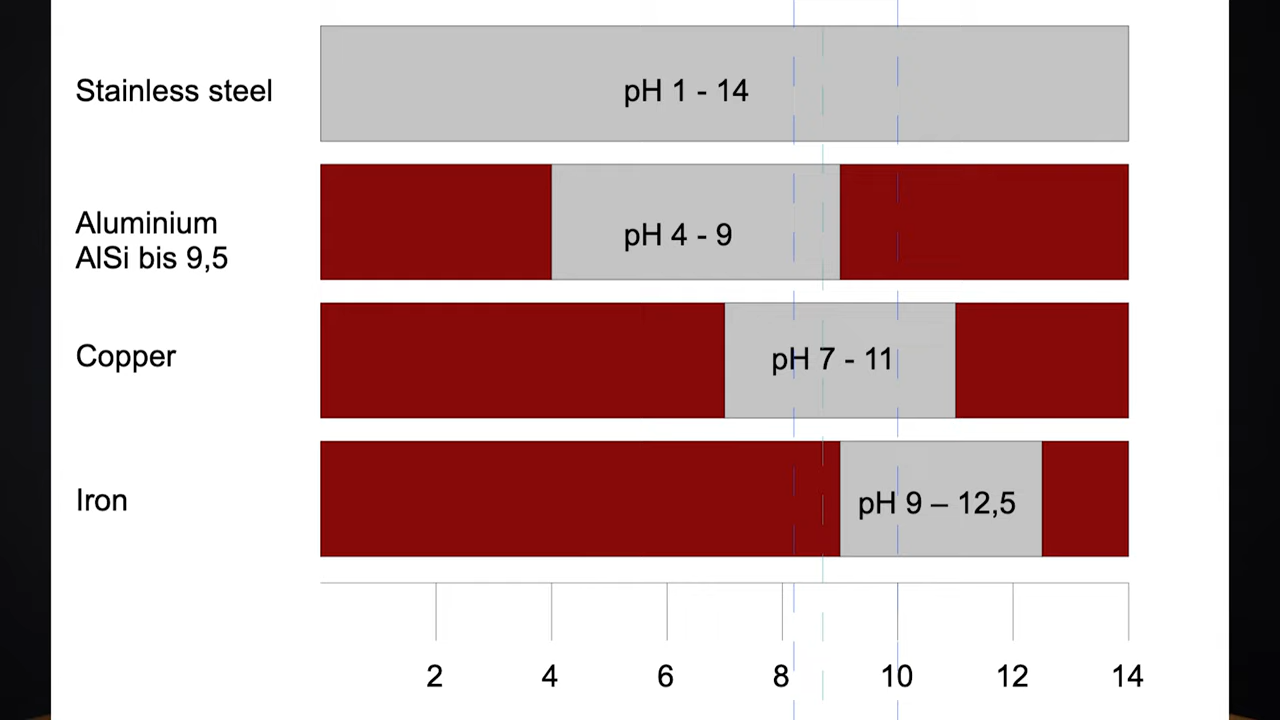 Stainless steel
pH 1 - 14
Aluminium
AlSi bis 9,5
pH 4 - 9
Copper
pH 7 - 11
Iron
pH 9 – 12,5
2 4 6 8 10 12 14